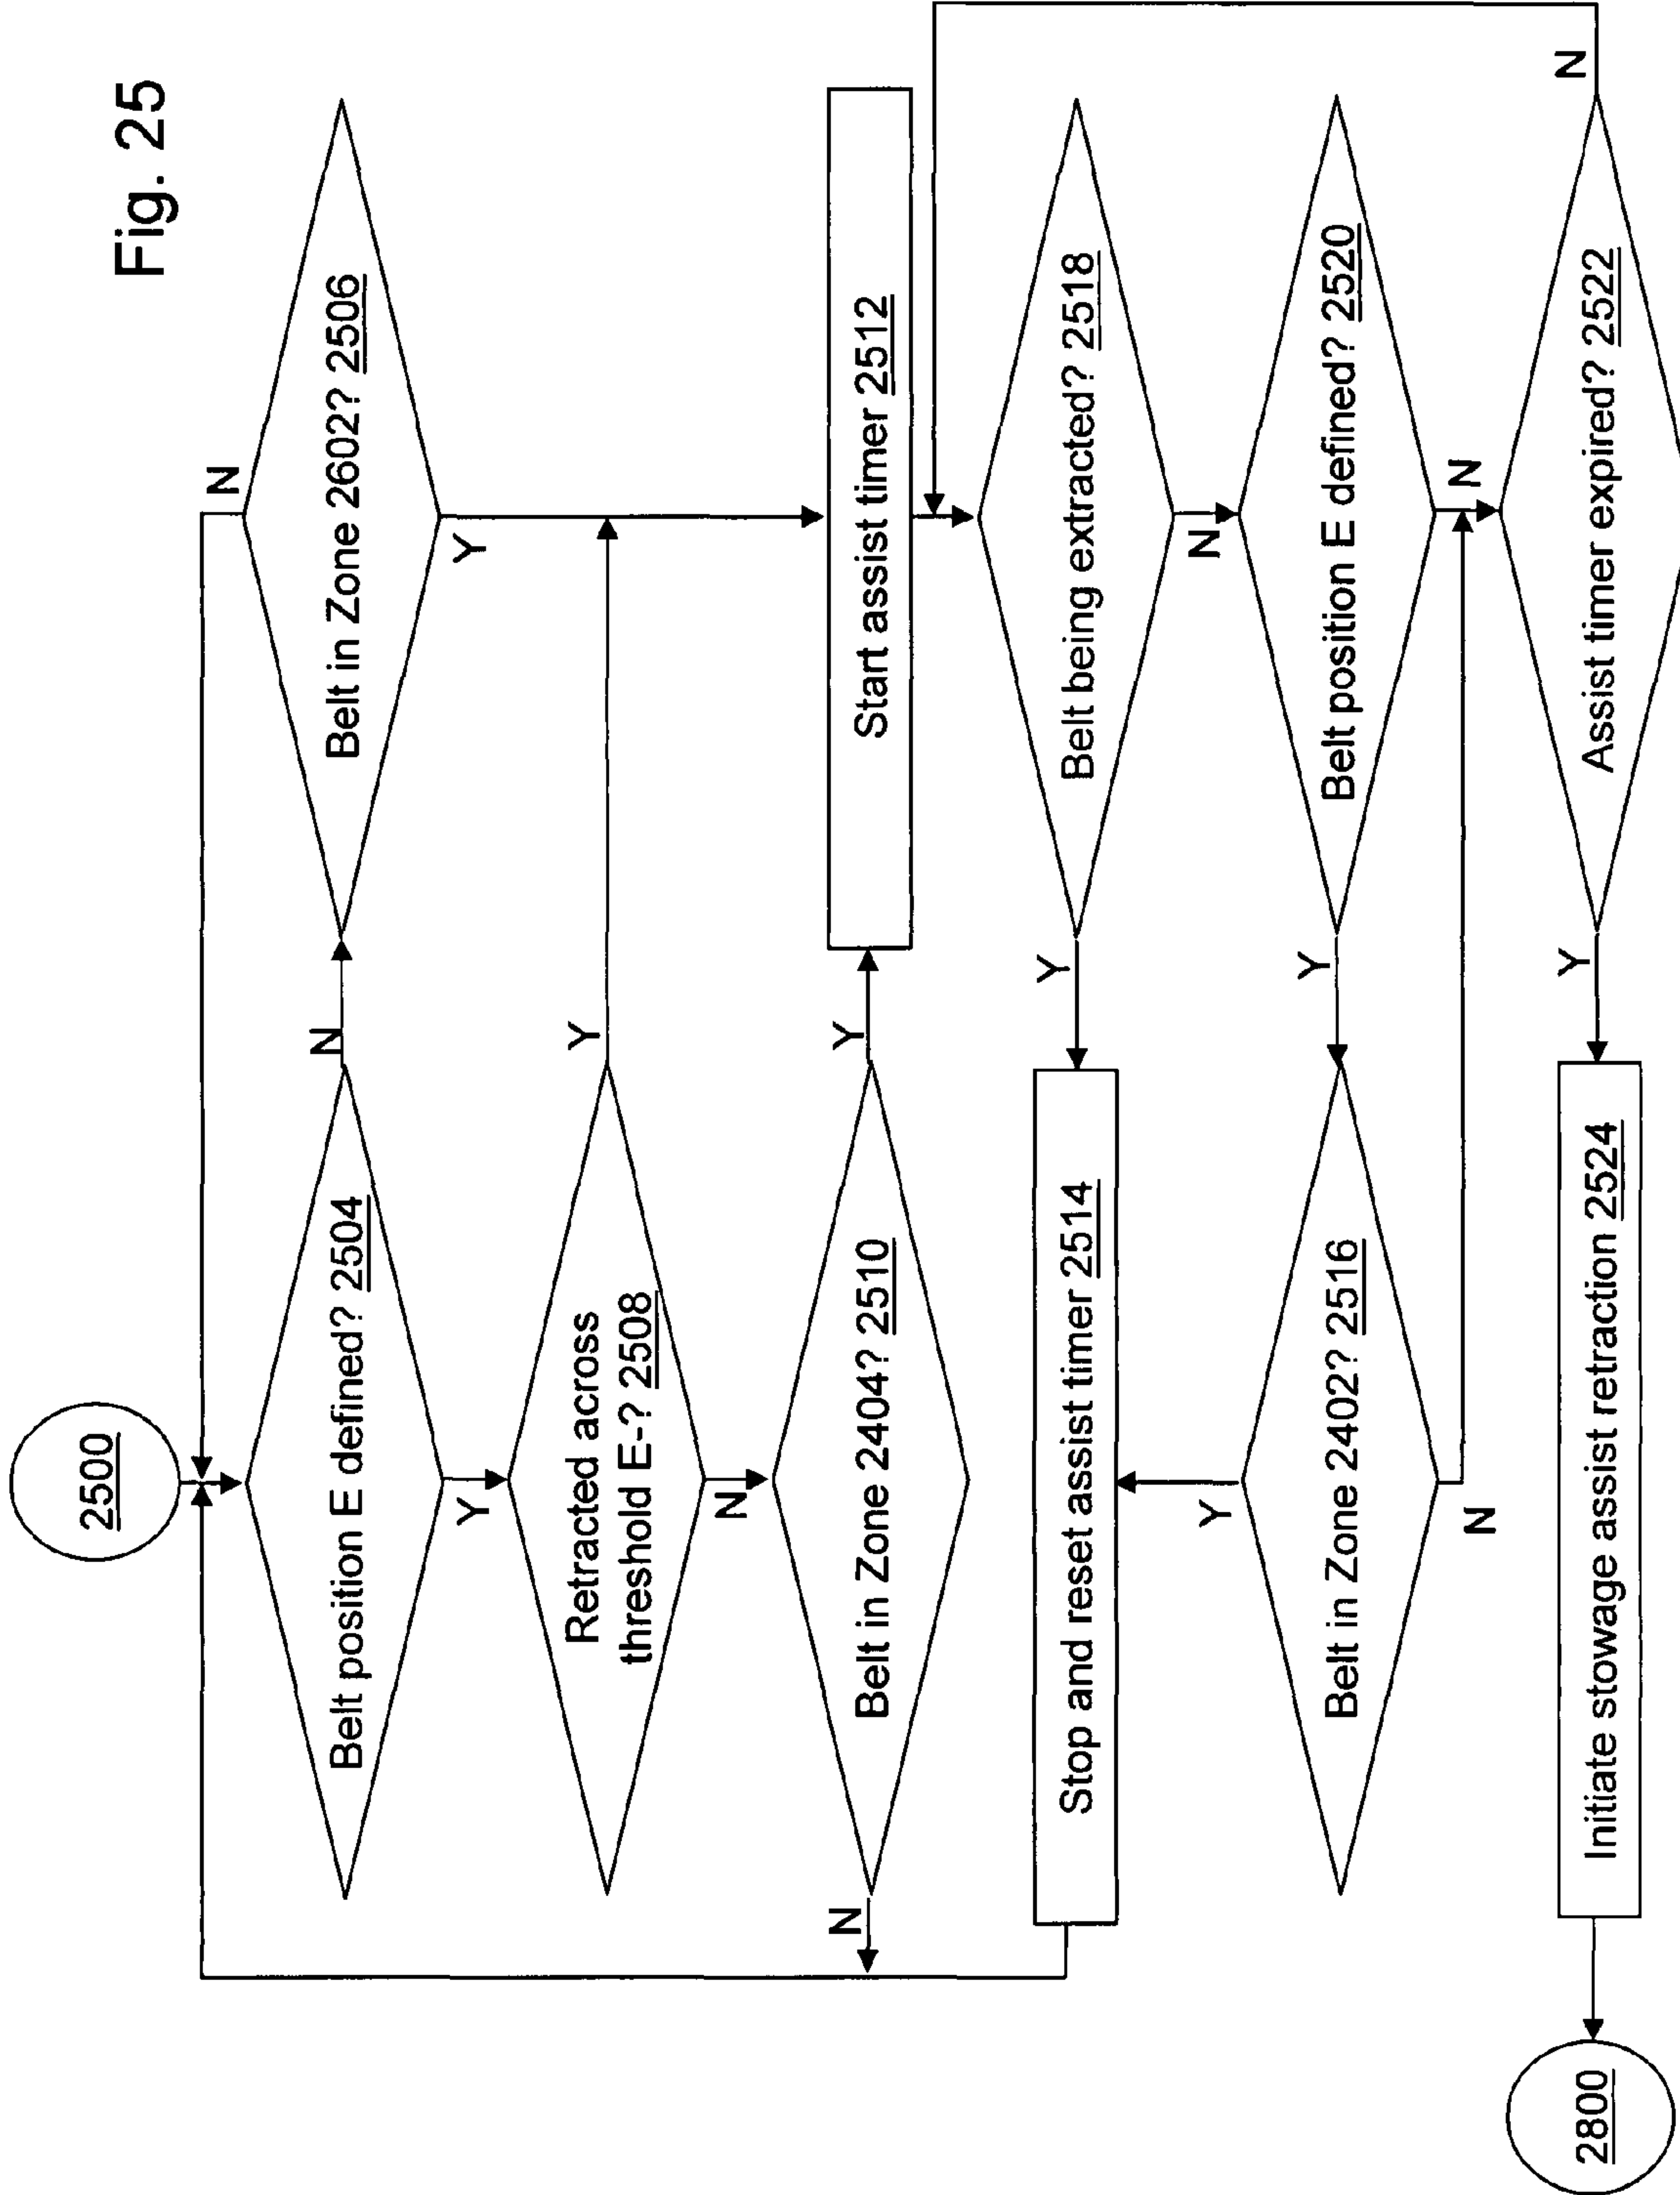 Fig. 25
2500
Belt position E defined? 2504
N
Belt in Zone 2602? 2506
N
Y
Y
Retracted across
threshold E-? 2508
Y
N
Belt in Zone 2404? 2510
N
Y
Start assist timer 2512
Stop and reset assist timer 2514
Y
Belt being extracted? 2518
N
Y
Belt in Zone 2402? 2516
N
Y
Belt position E defined? 2520
N
Initiate stowage assist retraction 2524
Y
Assist timer expired? 2522
N
2800